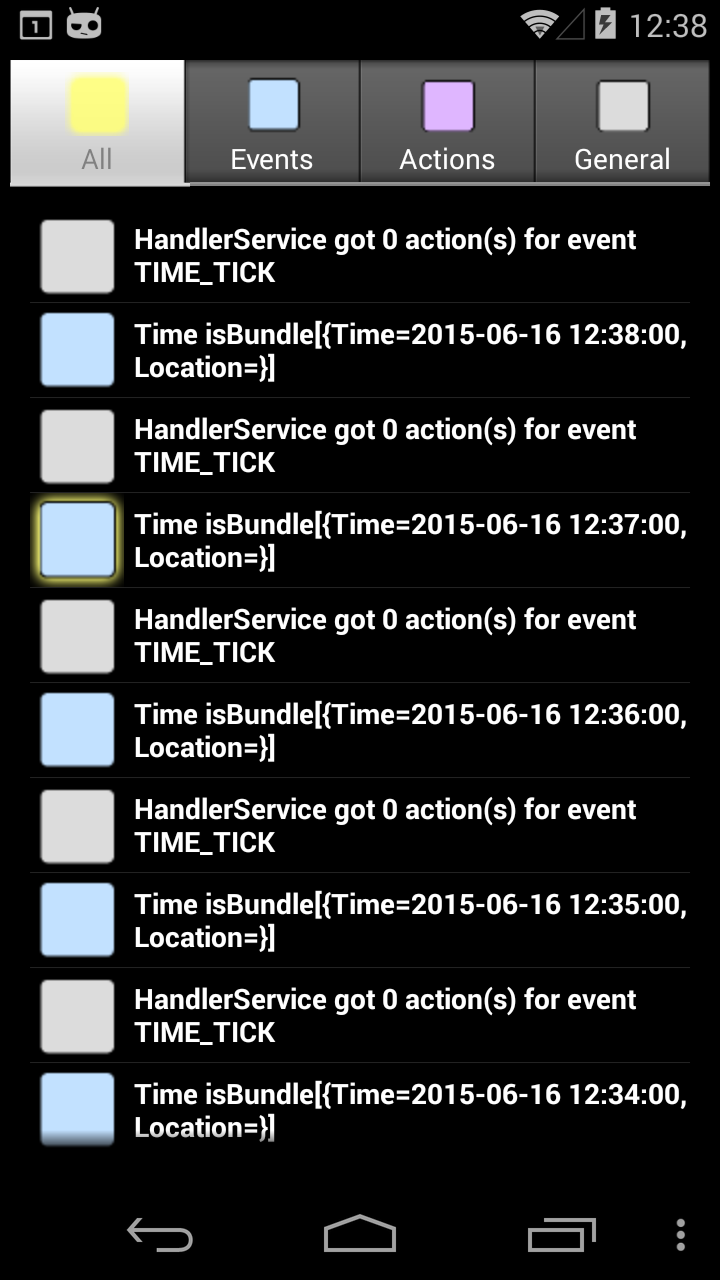 1 12:38
All Events Actions General
HandlerService got 0 action(s) for event
TIME_TICK
Time isBundle[{Time=2015-06-16 12:38:00,
Location=}]
HandlerService got 0 action(s) for event
TIME_TICK
Time isBundle[{Time=2015-06-16 12:37:00,
Location=}]
HandlerService got 0 action(s) for event
TIME_TICK
Time isBundle[{Time=2015-06-16 12:36:00,
Location=}]
HandlerService got 0 action(s) for event
TIME_TICK
Time isBundle[{Time=2015-06-16 12:35:00,
Location=}]
HandlerService got 0 action(s) for event
TIME_TICK
Time isBundle[{Time=2015-06-16 12:34:00,
Location=}]